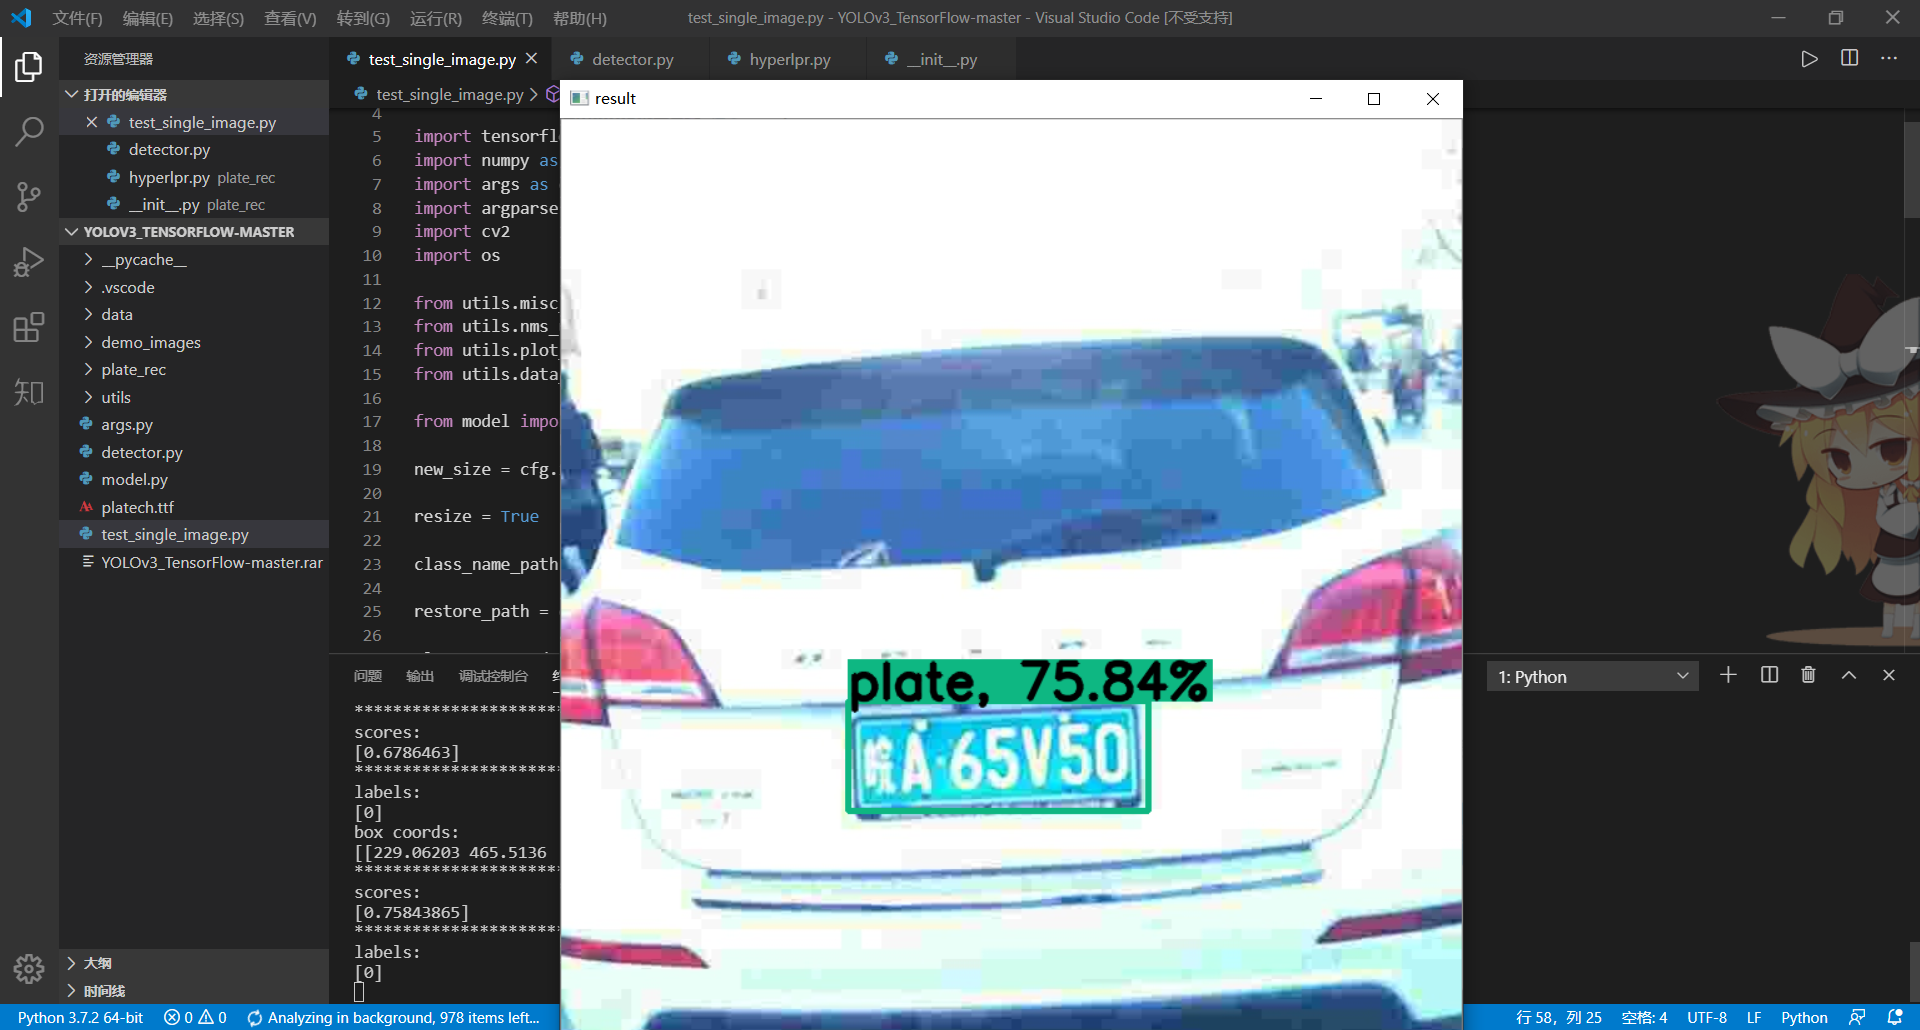 文件(F) 编辑(E) 选择(S) 查看(V) 转到(G) 运行(R) 终端(T) 帮助(H)
test_single_image.py - YOLOv3_TensorFlow-master - Visual Studio Code [不受支持]
资源管理器
打开的编辑器
test_single_image.py
detector.py
hyperlpr.py plate_rec
__init__.py plate_rec
YOLOV3_TENSORFLOW-MASTER
__pycache__
.vscode
data
demo_images
plate_rec
utils
args.py
detector.py
model.py
platech.ttf
test_single_image.py
YOLOv3_TensorFlow-master.rar
大纲
时间线
知
test_single_image.py
detector.py
hyperlpr.py
__init__.py
test_single_image.py
4
5 import tensorfl
6 import numpy as
7 import args as
8 import argparse
9 import cv2
10 import os
11
12 from utils.misc_
13 from utils.nms_
14 from utils.plot_
15 from utils.data_
16
17 from model impo
18
19 new_size = cfg.
20
21 resize = True
22
23 class_name_path
24
25 restore_path =
26
问题 输出 调试控制台
1: Python
**********************
scores:
[0.6786463]
**********************
labels:
[0]
box coords:
[[229.06203 465.5136
**********************
scores:
[0.75843865]
**********************
labels:
[0]
result
plate, 75.84%
皖A·65V50
Python 3.7.2 64-bit 0 0 Analyzing in background, 978 items left...
行 58，列 25 空格: 4 UTF-8 LF Python